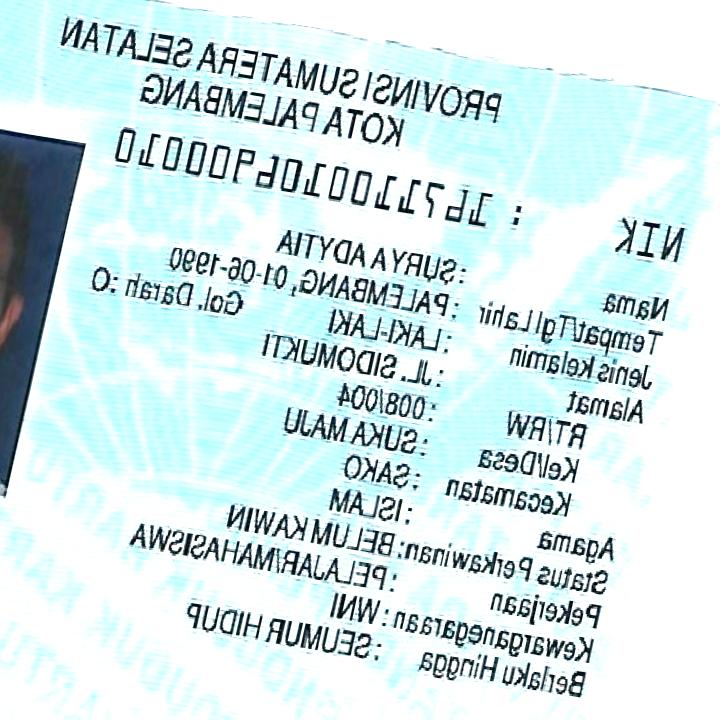 PROVINSI SUMATERA SELATAN
KOTA PALEMBANG
NIK : 1671100106900010
Nama : SURYA ADYTIA
Tempat/Tgl Lahir : PALEMBANG, 01-06-1990
Jenis kelamin : LAKI-LAKI Gol. Darah : O
Alamat : JL. SIDOMUKTI
RT/RW : 008/004
Kel/Desa : SUKA MAJU
Kecamatan : SAKO
Agama : ISLAM
Status Perkawinan: BELUM KAWIN
Pekerjaan : PELAJAR/MAHASISWA
Kewarganegaraan: WNI
Berlaku Hingga : SEUMUR HIDUP